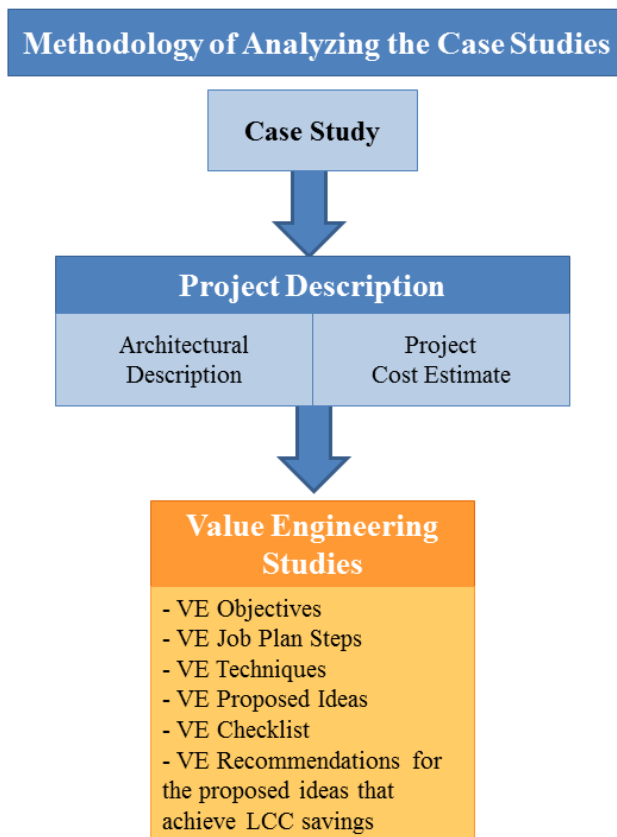 Methodology of Analyzing the Case Studies
Case Study
Project Description
Architectural
Description
Project
Cost Estimate
Value Engineering
Studies
- VE Objectives
- VE Job Plan Steps
- VE Techniques
- VE Proposed Ideas
- VE Checklist
- VE Recommendations for
the proposed ideas that
achieve LCC savings